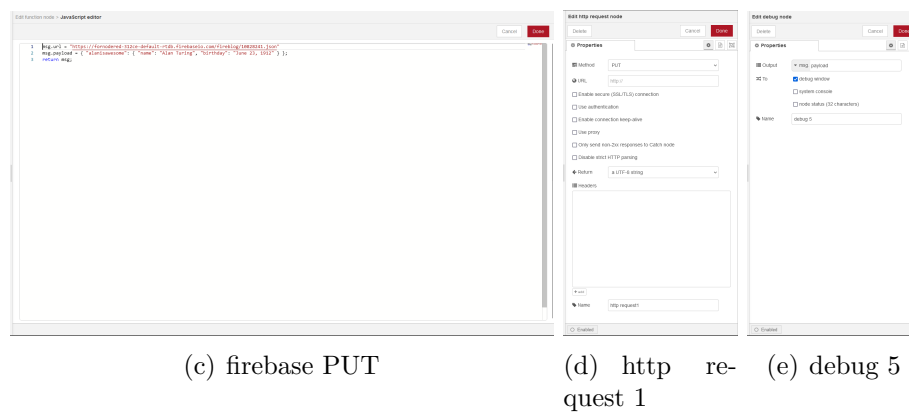 Edit function node > JavaScript editor
Cancel Done
1 msg.url = "https://fornodered-312ce-default-rtdb.firebaseio.com/fireblog/10828241.json"
2 msg.payload = { "alanisawesome": { "name": "Alan Turing", "birthday": "June 23, 1912" } };
3 return msg;
(c) firebase PUT
Edit http request node
Delete Cancel Done
Properties
Method PUT
URL http://
Enable secure (SSL/TLS) connection
Use authentication
Enable connection keep-alive
Use proxy
Only send non-2xx responses to Catch node
Disable strict HTTP parsing
Return a UTF-8 string
Headers
Name http request1
Enabled
(d) http re-
quest 1
Edit debug node
Delete Cancel Done
Properties
Output msg. payload
To debug window
system console
node status (32 characters)
Name debug 5
Enabled
(e) debug 5